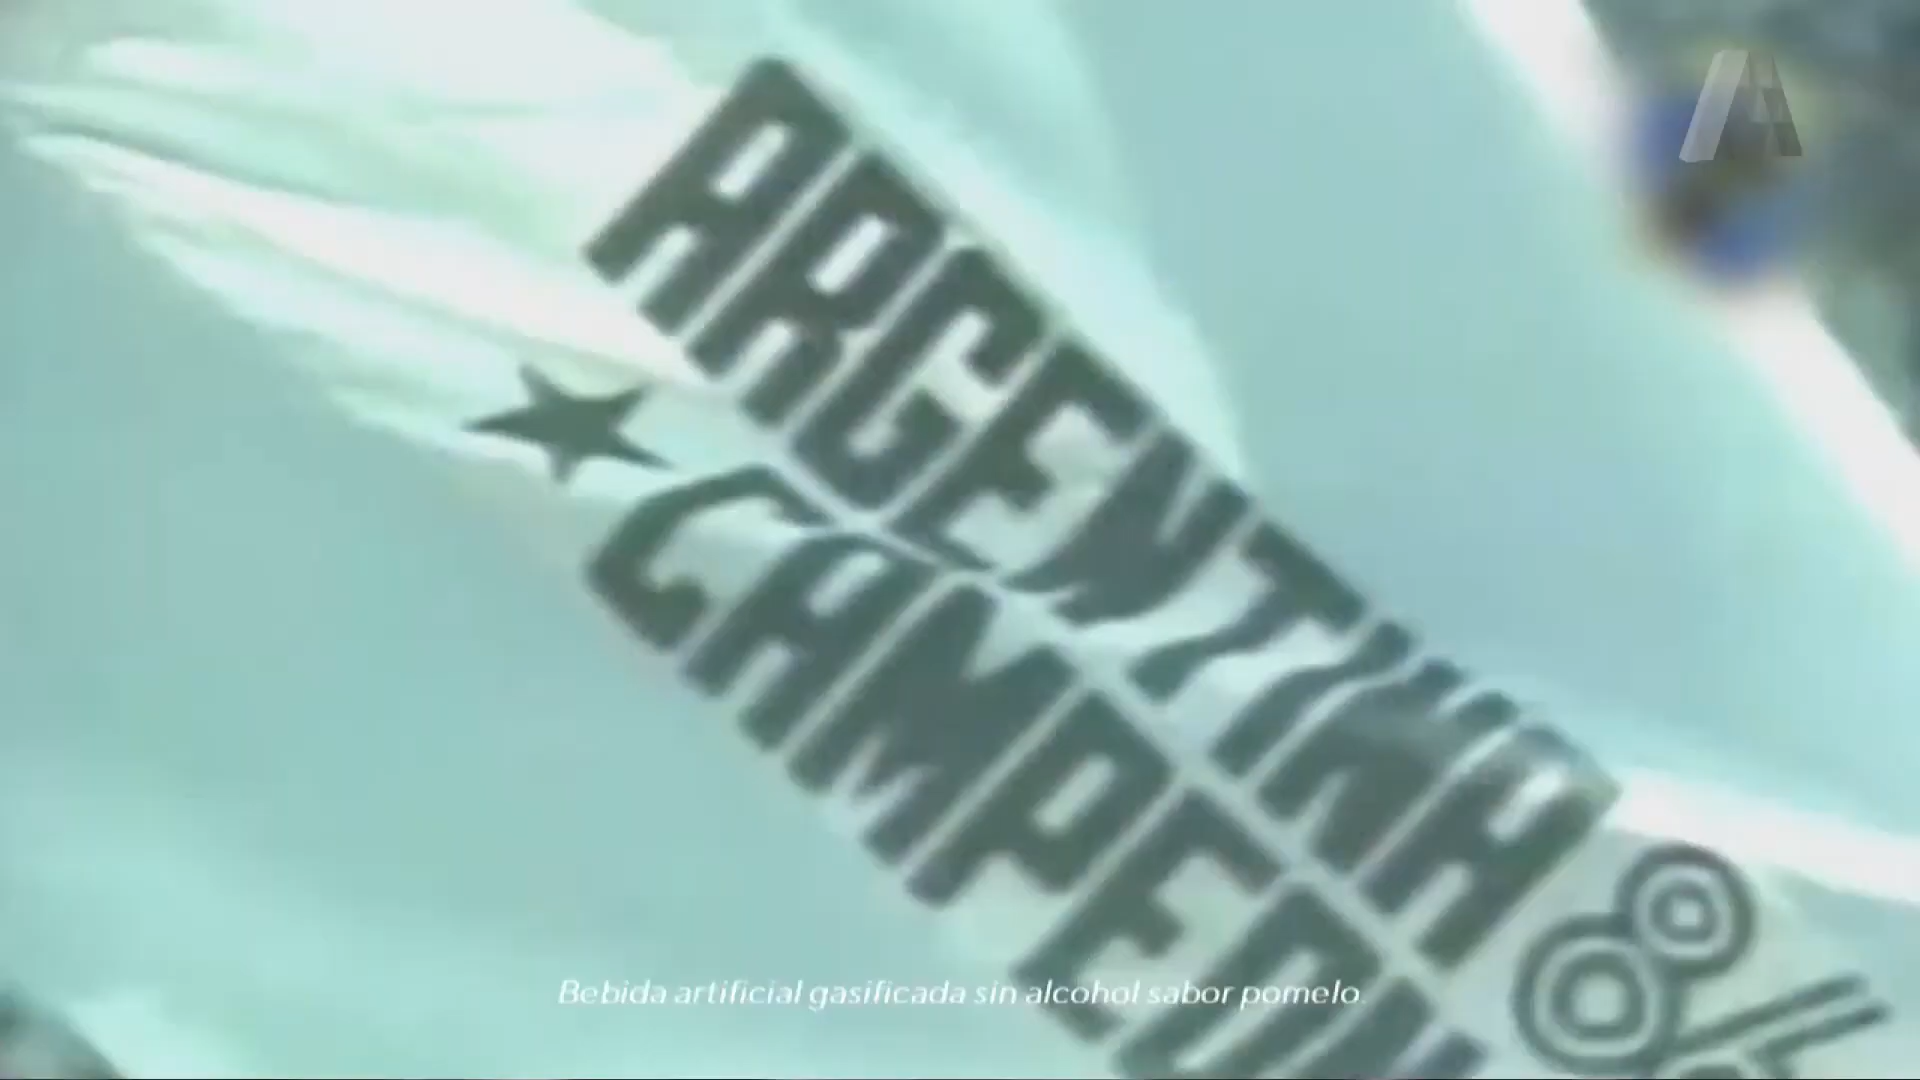 ARGENTINA
CAMPEON
Bebida artificial gasificada sin alcohol sabor pomelo.